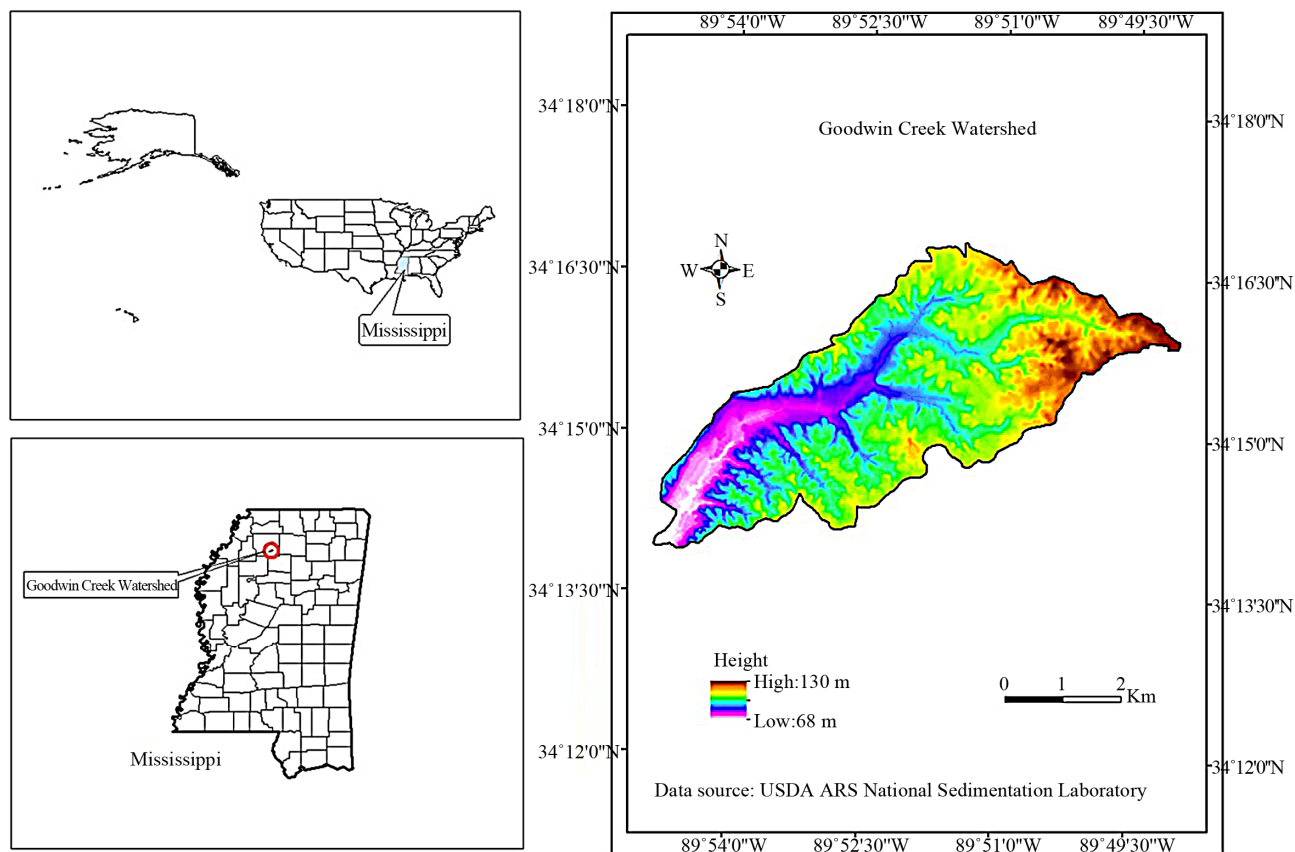 Mississippi
Goodwin Creek Watershed
Mississippi
89°54'0"W 89°52'30"W 89°51'0"W 89°49'30"W
34°18'0"N
34°16'30"N
34°15'0"N
34°13'30"N
34°12'0"N
Goodwin Creek Watershed
N
W E
S
Height
High:130 m
Low:68 m
0 1 2
Km
Data source: USDA ARS National Sedimentation Laboratory
34°18'0"N
34°16'30"N
34°15'0"N
34°13'30"N
34°12'0"N
89°54'0"W 89°52'30"W 89°51'0"W 89°49'30"W